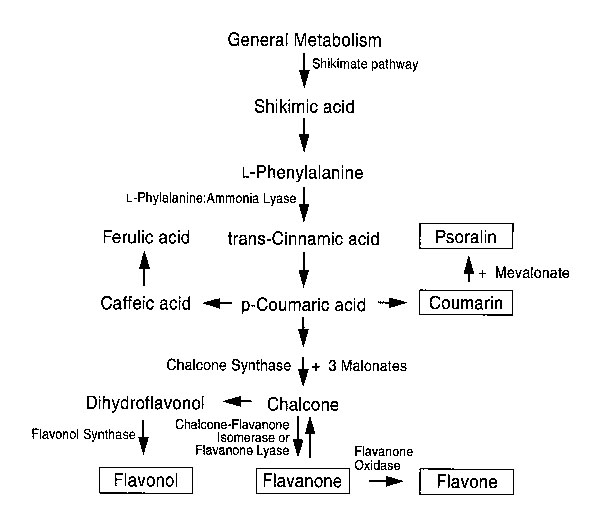 General Metabolism
Shikimate pathway
Shikimic acid
L-Phenylalanine
L-Phylalanine:Ammonia Lyase
Ferulic acid
trans-Cinnamic acid
Psoralin
+ Mevalonate
Caffeic acid
p-Coumaric acid
Coumarin
Chalcone Synthase
+ 3 Malonates
Dihydroflavonol
Chalcone
Flavonol Synthase
Chalcone-Flavanone
Isomerase or
Flavanone Lyase
Flavanone
Oxidase
Flavonol
Flavanone
Flavone